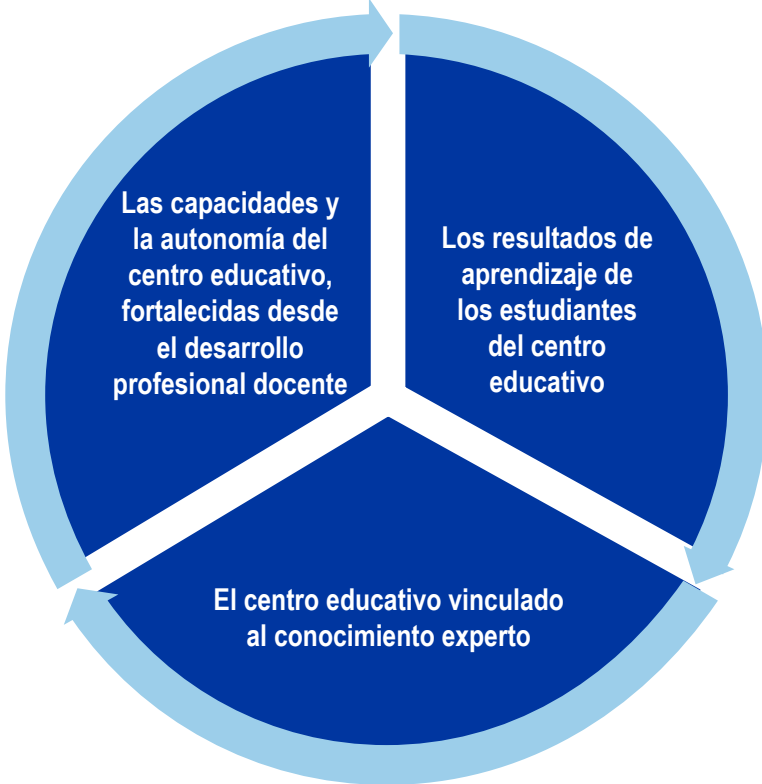 Las capacidades y
la autonomía del
centro educativo,
fortalecidas desde
el desarrollo
profesional docente
Los resultados de
aprendizaje de
los estudiantes
del centro
educativo
El centro educativo vinculado
al conocimiento experto